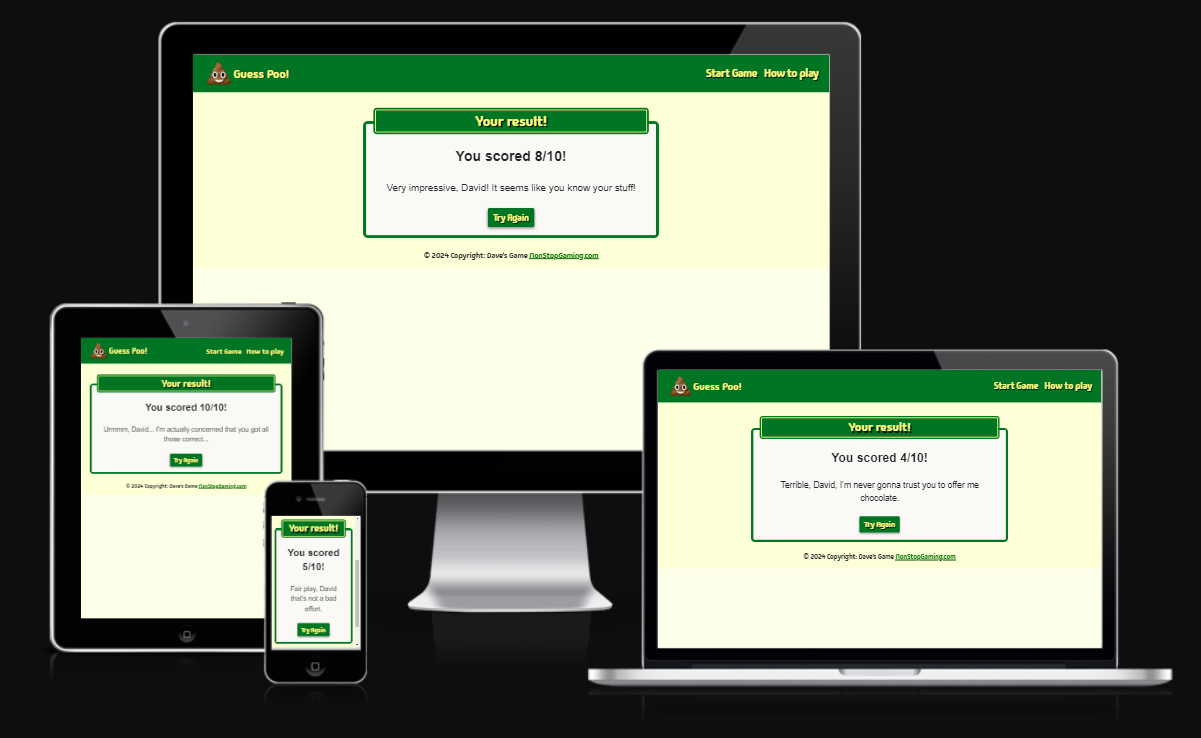 Guess Poo!
Start Game How to play
Your result!
You scored 8/10!
Very impressive, David! It seems like you know your stuff!
Try Again
© 2024 Copyright: Dave's Game NonStopGaming.com
Guess Poo!
Start Game How to play
Your result!
You scored 10/10!
Urmmm, David... I'm actually concerned that you got all
those correct...
Try Again
© 2024 Copyright: Dave's Game NonStopGaming.com
Your result!
You scored
5/10!
Fair play, David
that's not a bad
effort.
Try Again
Guess Poo!
Start Game How to play
Your result!
You scored 4/10!
Terrible, David, I'm never gonna trust you to offer me
chocolate.
Try Again
© 2024 Copyright: Dave's Game NonStopGaming.com